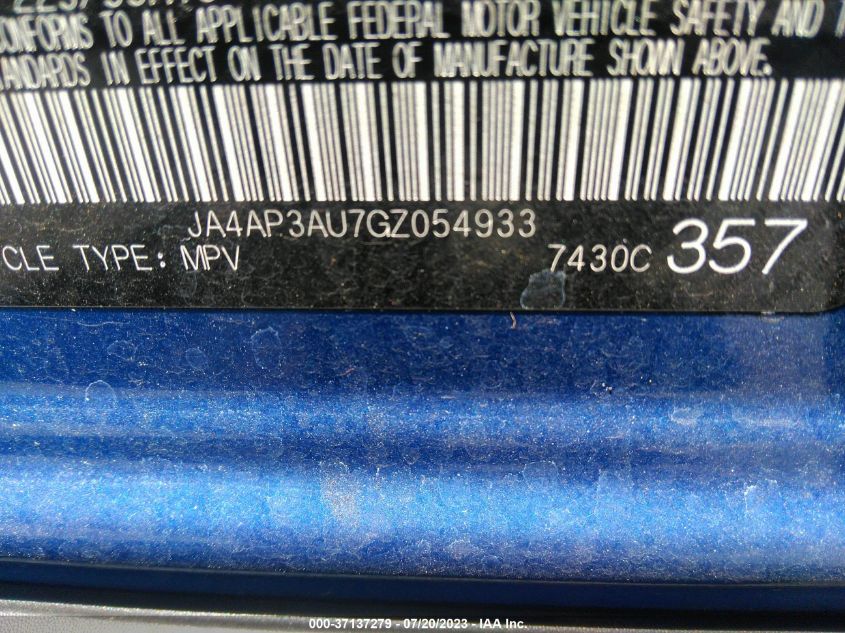 CONFORMS TO ALL APPLICABLE FEDERAL MOTOR VEHICLE SAFETY AND
STANDARDS IN EFFECT ON THE DATE OF MANUFACTURE SHOWN ABOVE.
JA4AP3AU7GZ054933
CLE TYPE: MPV 7430C 357
000-37137279 - 07/20/2023 - IAA Inc.